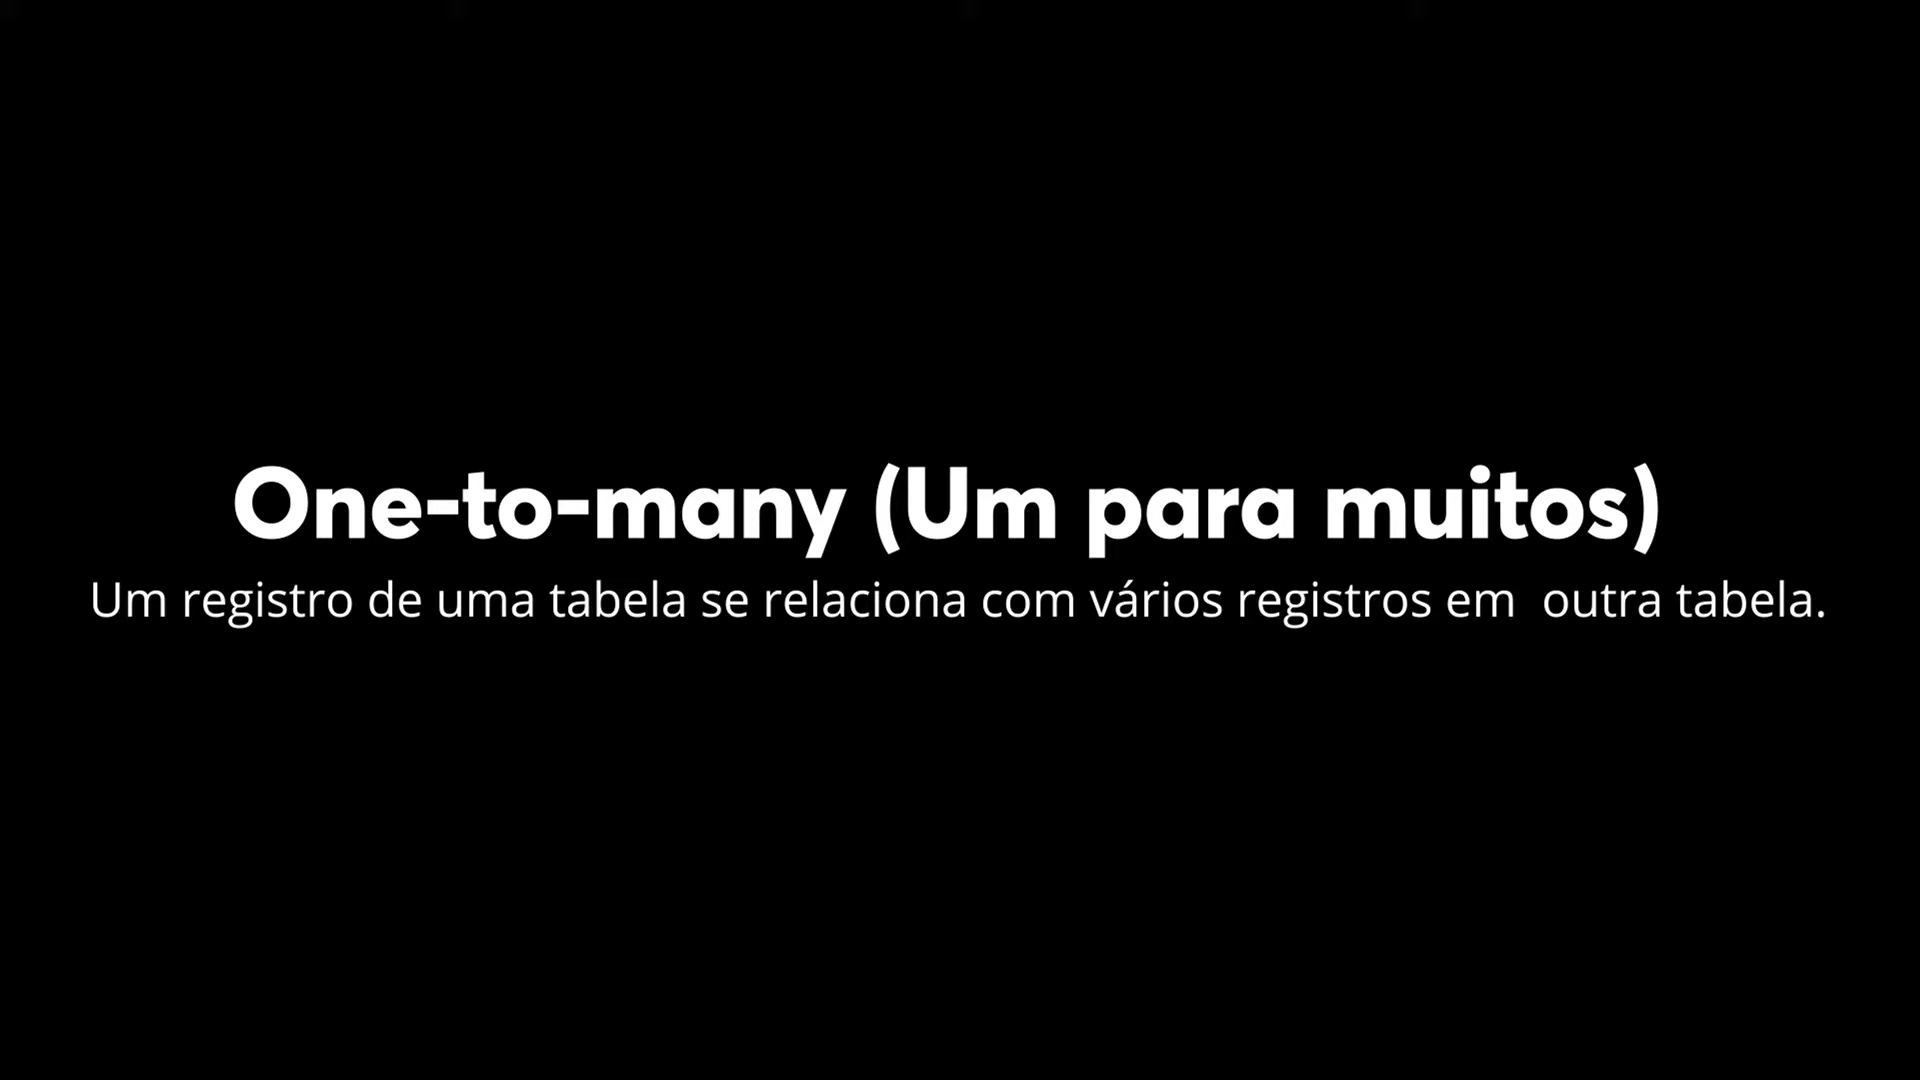 One-to-many (Um para muitos)
Um registro de uma tabela se relaciona com vários registros em  outra tabela.